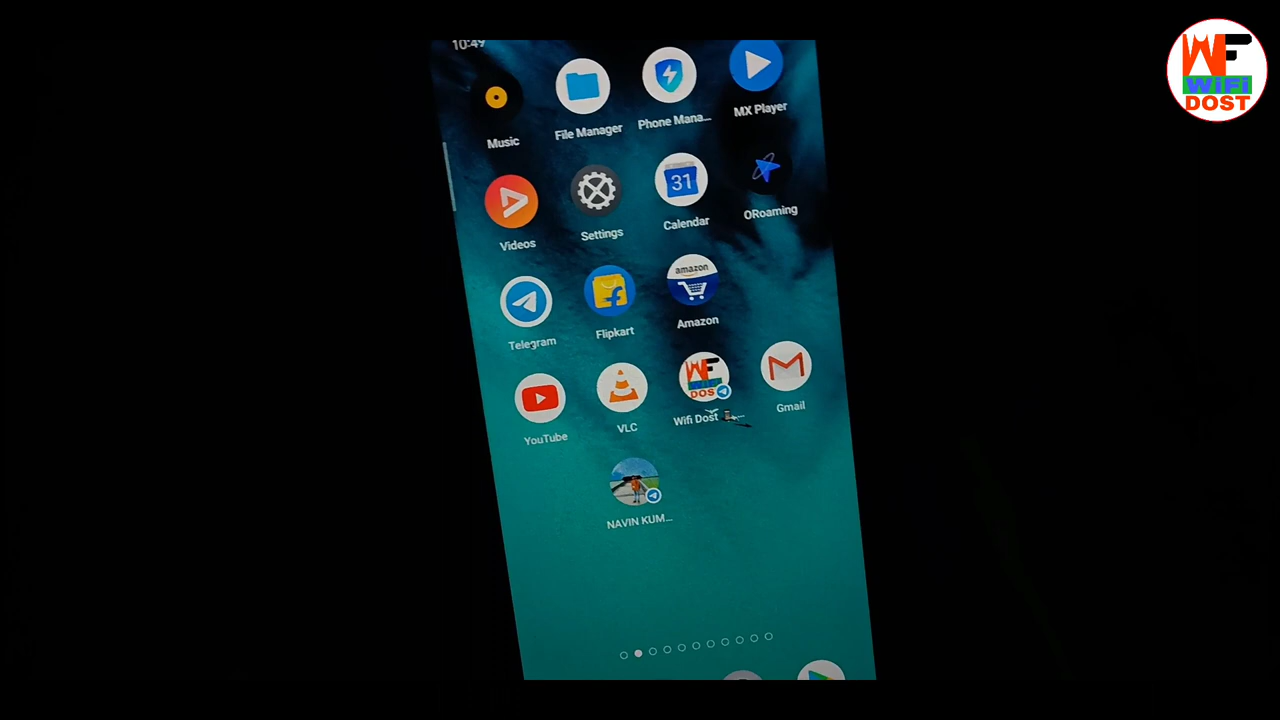 10:49
Music
File Manager
Phone Mana...
MX Player
Videos
Settings
31
Calendar
ORoaming
Telegram
Flipkart
amazon
Amazon
YouTube
VLC
WF
DOST
Wifi Dost
Gmail
NAVIN KUM...
WF
WiFi
DOST